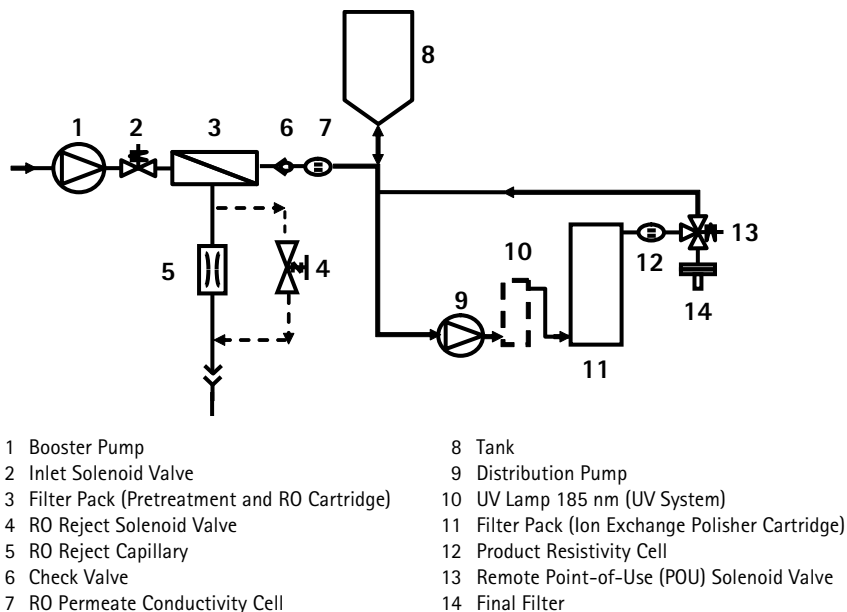 8
1
2
3
6
7
13
5
4
10
12
9
14
11
1 Booster Pump
2 Inlet Solenoid Valve
3 Filter Pack (Pretreatment and RO Cartridge)
4 RO Reject Solenoid Valve
5 RO Reject Capillary
6 Check Valve
7 RO Permeate Conductivity Cell
8 Tank
9 Distribution Pump
10 UV Lamp 185 nm (UV System)
11 Filter Pack (Ion Exchange Polisher Cartridge)
12 Product Resistivity Cell
13 Remote Point-of-Use (POU) Solenoid Valve
14 Final Filter